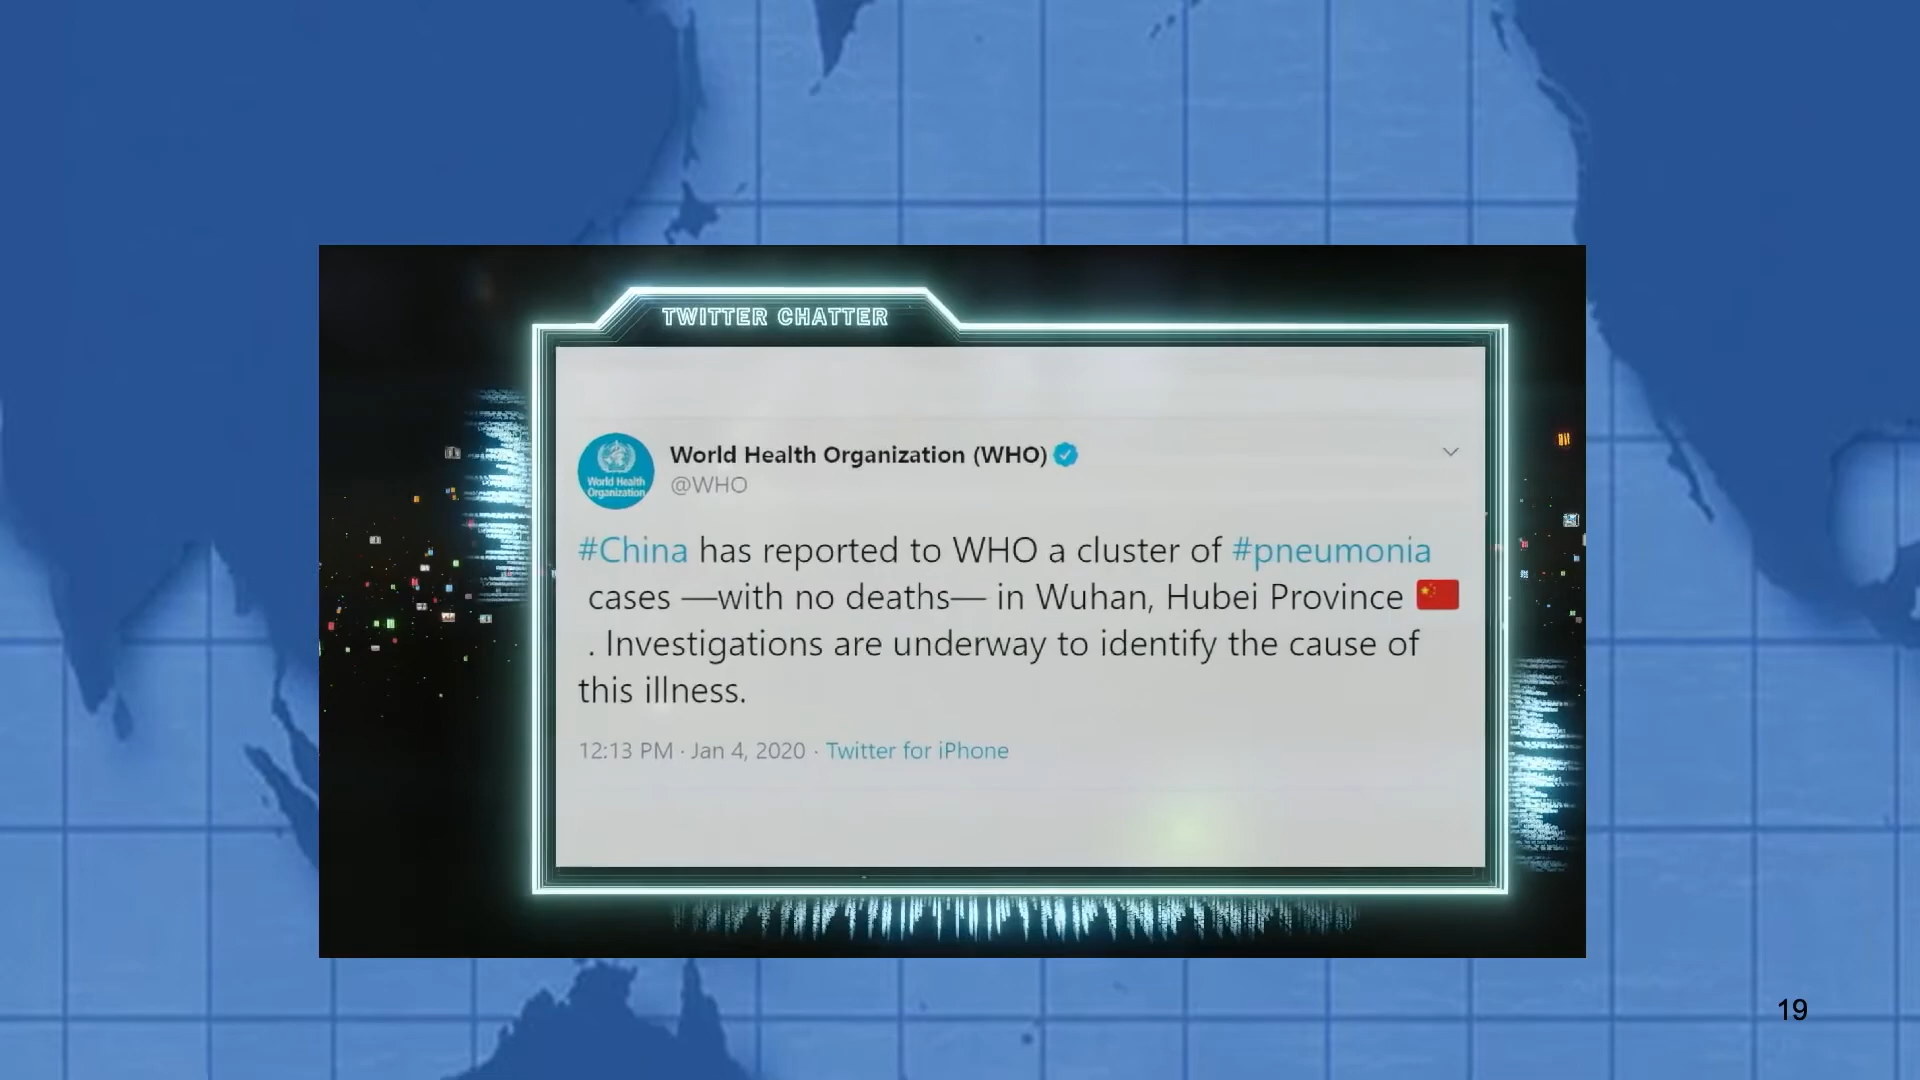 TWITTER CHATTER
World Health Organization
World Health Organization (WHO)
@WHO
#China has reported to WHO a cluster of #pneumonia
cases —with no deaths— in Wuhan, Hubei Province
. Investigations are underway to identify the cause of
this illness.
12:13 PM · Jan 4, 2020 · Twitter for iPhone
19